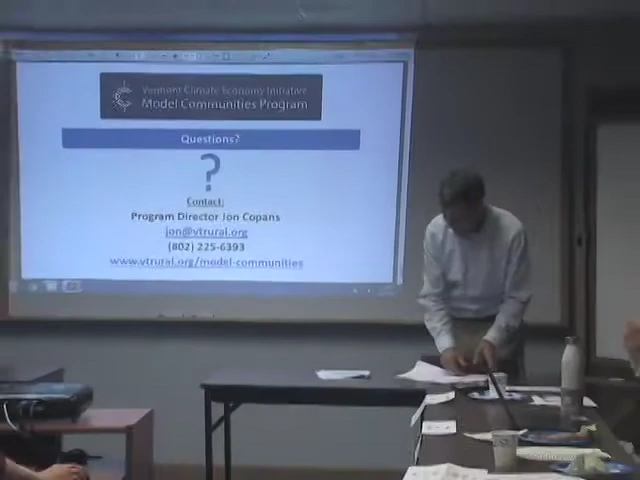 Vermont Climate Economy Initiative
Model Communities Program
Questions?
?
Contact:
Program Director Jon Copans
jon@vtrural.org
(802) 225-6393
www.vtrural.org/model-communities